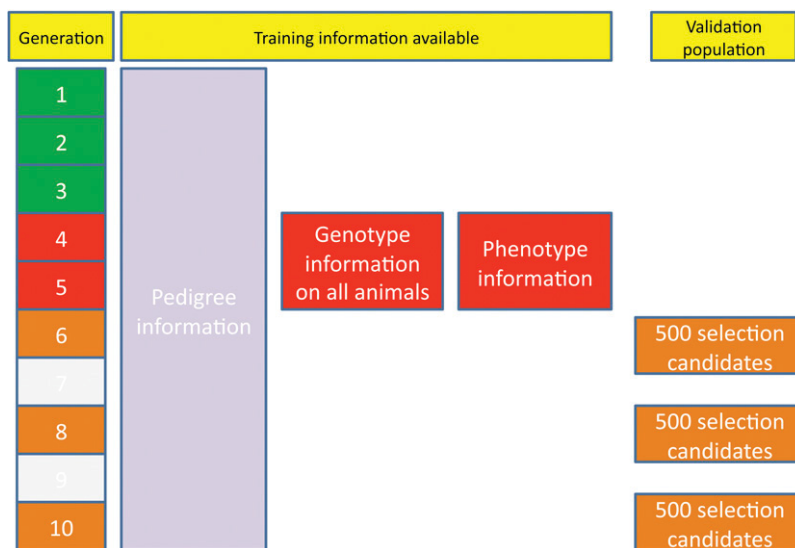 Generation
Training information available
Validation
population
1
2
3
4
5
6
7
8
9
10
Pedigree
information
Genotype
information
on all animals
Phenotype
information
500 selection
candidates
500 selection
candidates
500 selection
candidates